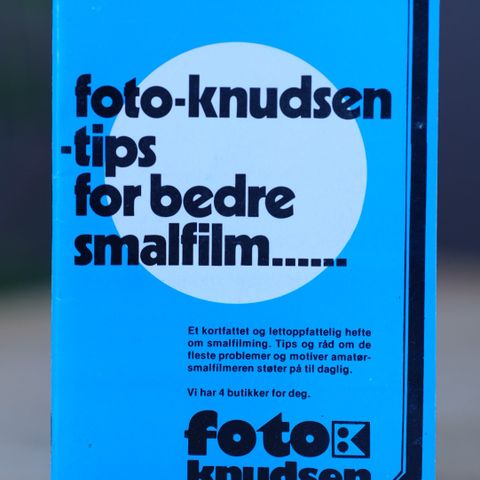 foto-knudsen
-tips
for bedre
smalfilm......
Et kortfattet og lettoppfattelig hefte
om smalfilming. Tips og råd om de
fleste problemer og motiver amatør-
smalfilmeren støter på til daglig.
Vi har 4 butikker for deg.
foto
knudsen